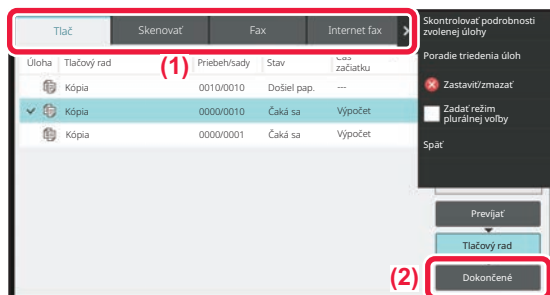 Tlač Skenovať Fax Internet fax
(1)
Úloha Tlačový rad Priebeh/sady Stav Čas
začiatku
Kópia 0010/0010 Došiel pap. ---
Kópia 0000/0010 Čaká sa Výpočet
Kópia 0000/0001 Čaká sa Výpočet
Skontrolovať podrobnosti
zvolenej úlohy
Poradie triedenia úloh
Zastaviť/zmazať
Zadať režim
plurálnej voľby
Späť
Prevíjať
Tlačový rad
(2)
Dokončené